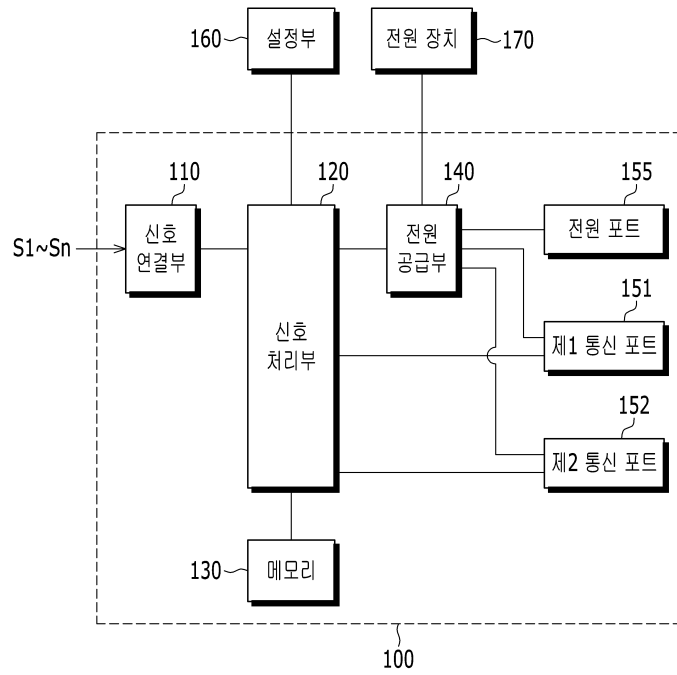 160
설정부
전원 장치
170
110
120
140
155
S1~Sn
신호
연결부
신호
처리부
전원
공급부
전원 포트
151
제1 통신 포트
152
제2 통신 포트
130
메모리
100